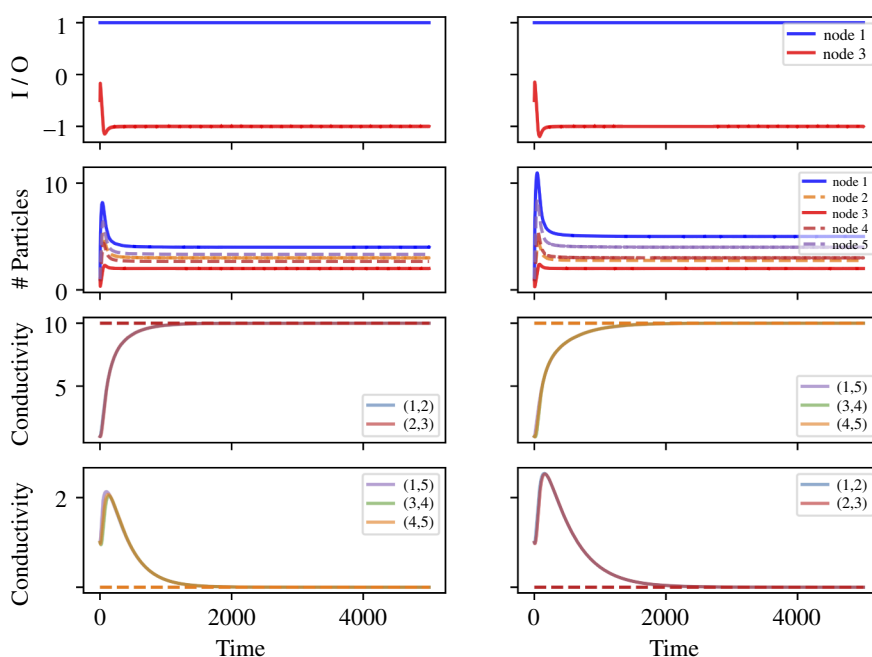 I / O
1
0
−1
node 1
node 3
# Particles
10
0
node 1
node 2
node 3
node 4
node 5
Conductivity
10
5
(1,2)
(2,3)
(1,5)
(3,4)
(4,5)
Conductivity
2
(1,5)
(3,4)
(4,5)
(1,2)
(2,3)
0
2000
4000
0
2000
4000
Time
Time